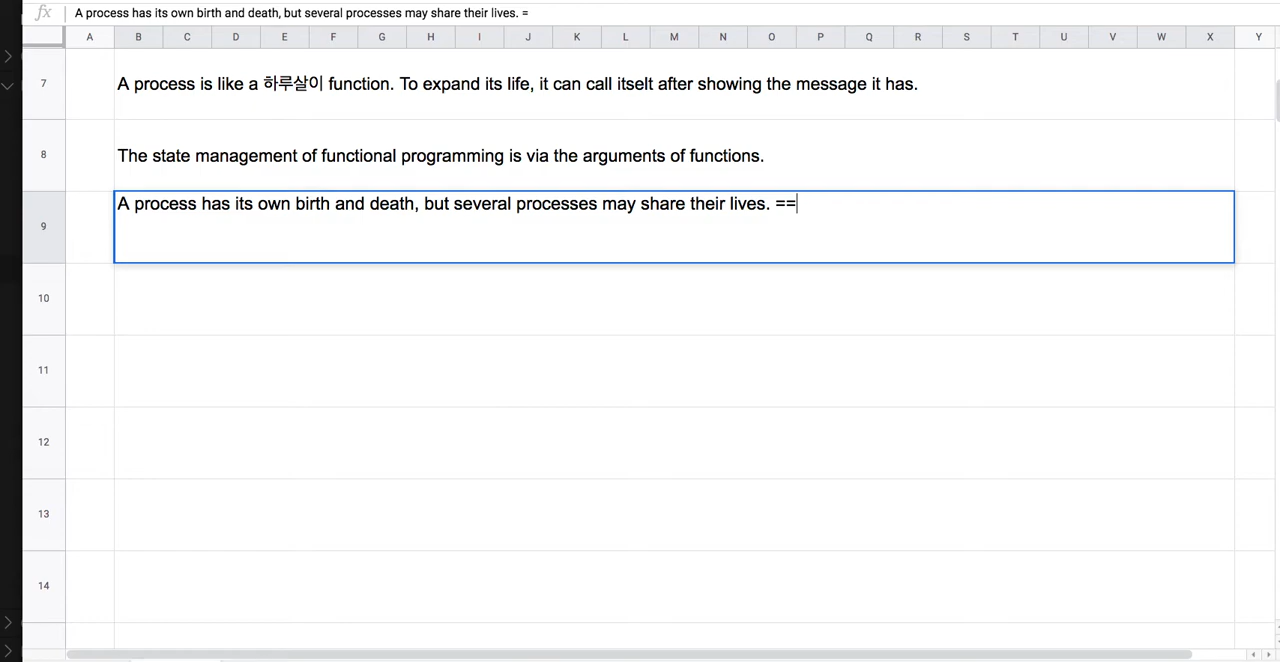 fx A process has its own birth and death, but several processes may share their lives. =
A B C D E F G H I J K L M N O P Q R S T U V W X Y
7 A process is like a 하루살이 function. To expand its life, it can call itselt after showing the message it has.
8 The state management of functional programming is via the arguments of functions.
9 A process has its own birth and death, but several processes may share their lives. ==
10
11
12
13
14